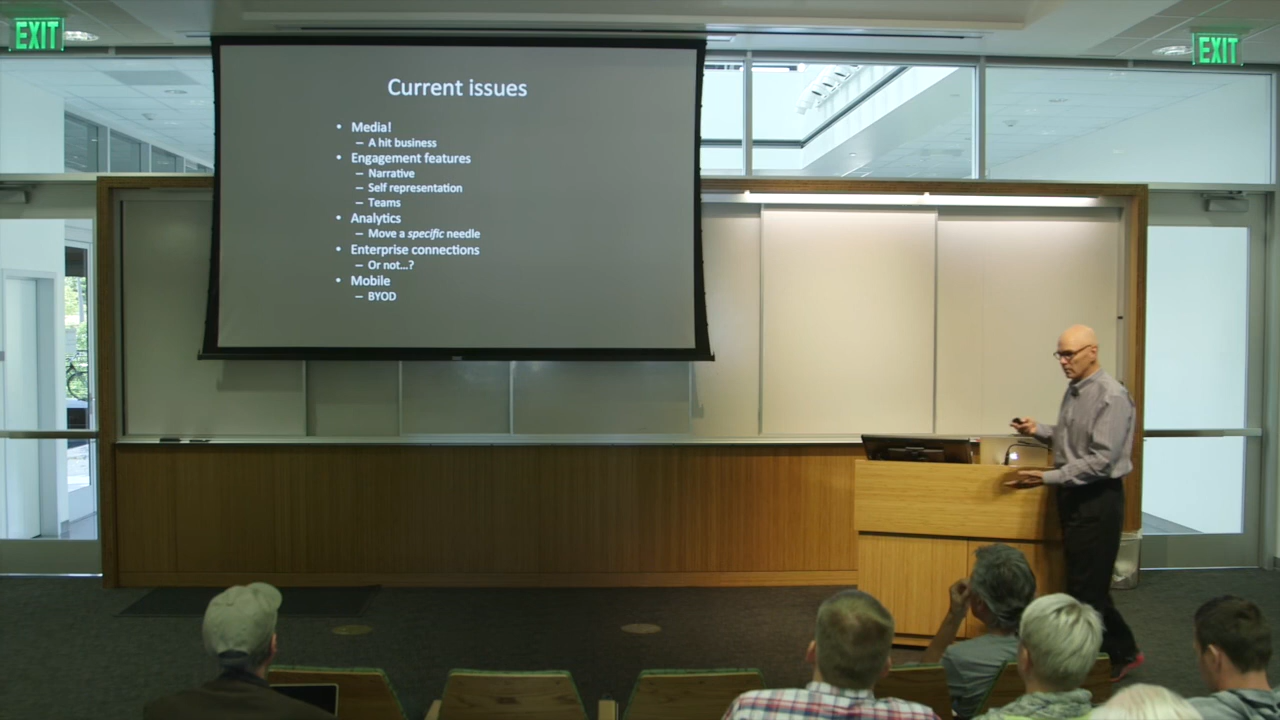 EXIT
EXIT
Current issues
• Media!
– A hit business
• Engagement features
– Narrative
– Self representation
– Teams
• Analytics
– Move a specific needle
• Enterprise connections
– Or not...?
• Mobile
– BYOD